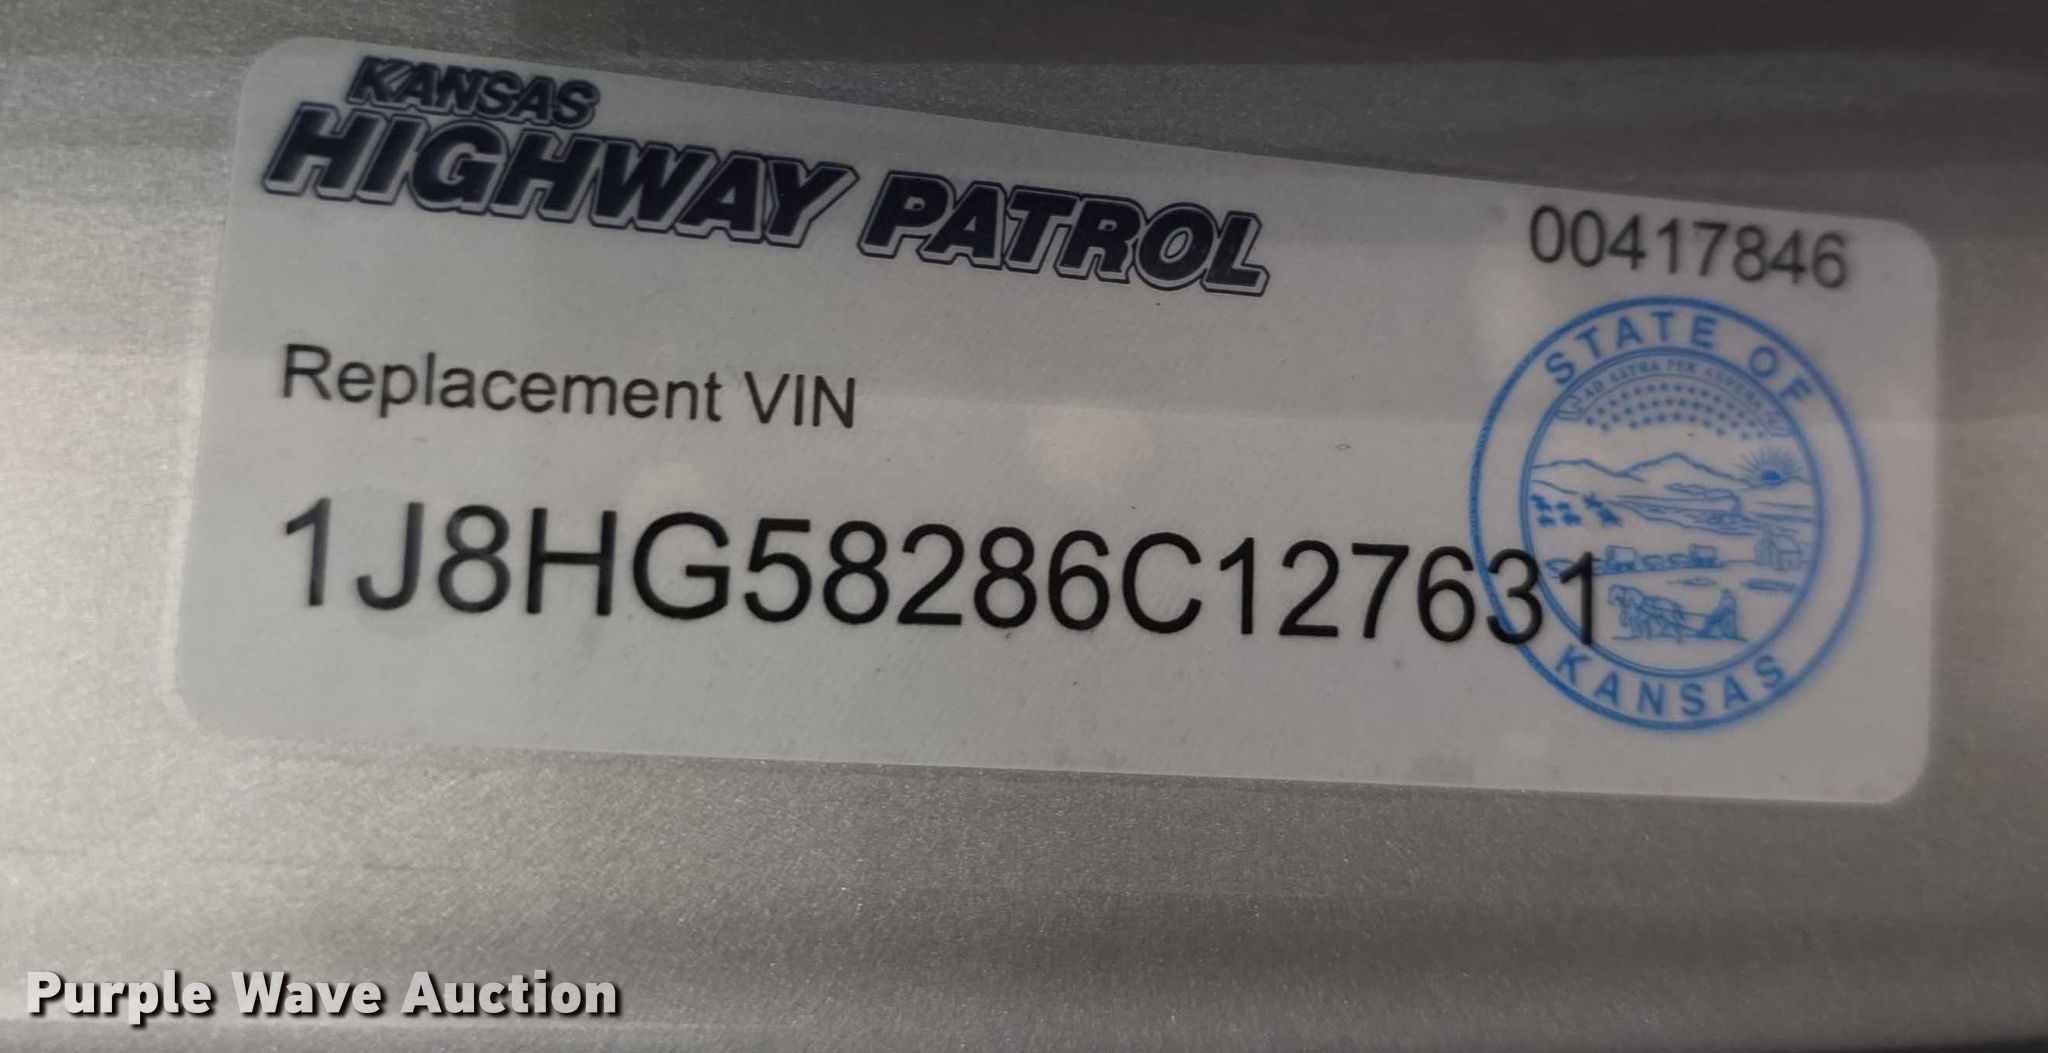 KANSAS
HIGHWAY PATROL
00417846
Replacement VIN
1J8HG58286C127631
STATE OF
AD ASTRA PER ASPERA
KANSAS
Purple Wave Auction